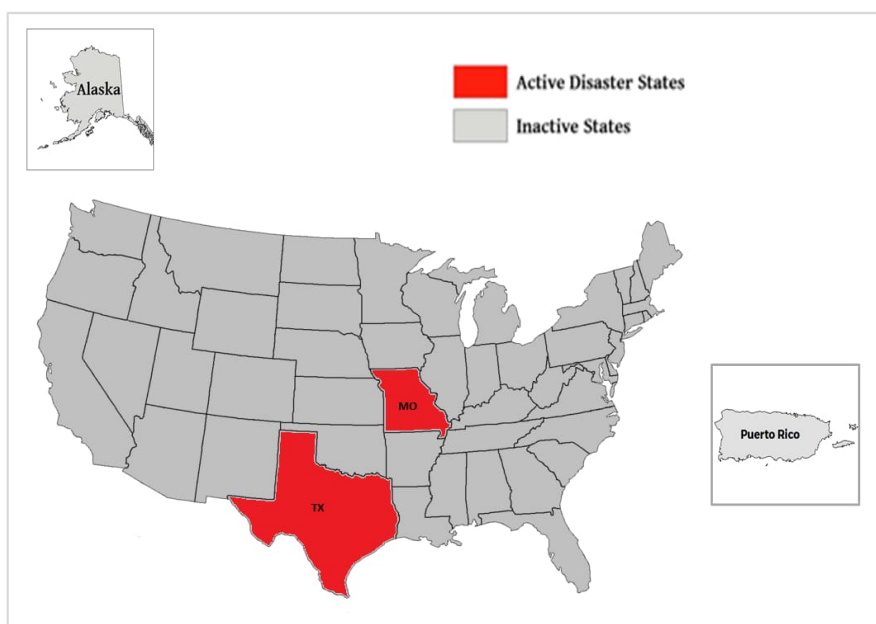 Alaska
Active Disaster States
Inactive States
MO
TX
Puerto Rico